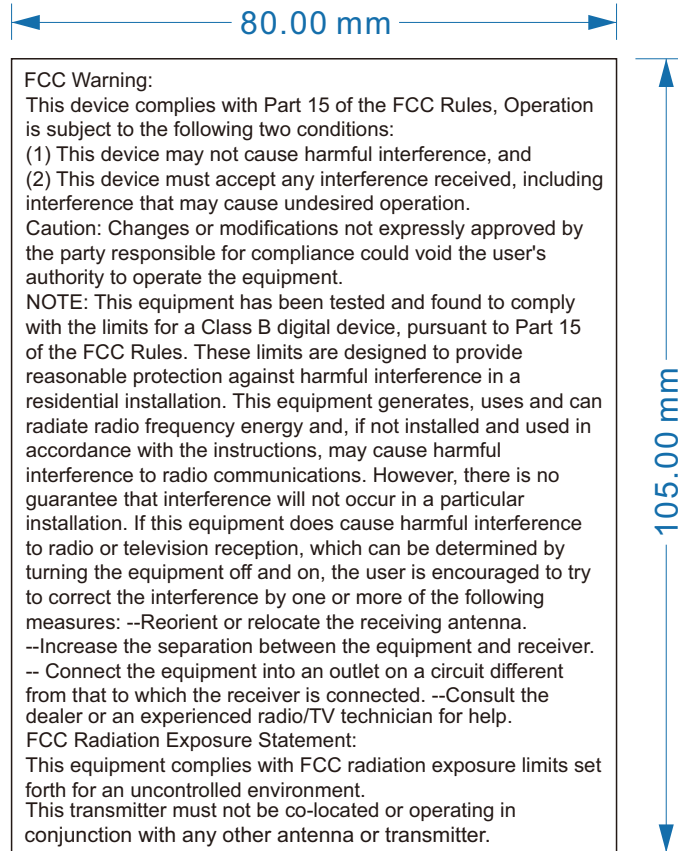 80.00 mm
FCC Warning:
This device complies with Part 15 of the FCC Rules, Operation
is subject to the following two conditions:
(1) This device may not cause harmful interference, and
(2) This device must accept any interference received, including
interference that may cause undesired operation.
Caution: Changes or modifications not expressly approved by
the party responsible for compliance could void the user's
authority to operate the equipment.
NOTE: This equipment has been tested and found to comply
with the limits for a Class B digital device, pursuant to Part 15
of the FCC Rules. These limits are designed to provide
reasonable protection against harmful interference in a
residential installation. This equipment generates, uses and can
radiate radio frequency energy and, if not installed and used in
accordance with the instructions, may cause harmful
interference to radio communications. However, there is no
guarantee that interference will not occur in a particular
installation. If this equipment does cause harmful interference
to radio or television reception, which can be determined by
turning the equipment off and on, the user is encouraged to try
to correct the interference by one or more of the following
measures: --Reorient or relocate the receiving antenna.
--Increase the separation between the equipment and receiver.
-- Connect the equipment into an outlet on a circuit different
from that to which the receiver is connected. --Consult the
dealer or an experienced radio/TV technician for help.
FCC Radiation Exposure Statement:
This equipment complies with FCC radiation exposure limits set
forth for an uncontrolled environment.
This transmitter must not be co-located or operating in
conjunction with any other antenna or transmitter.
105.00 mm